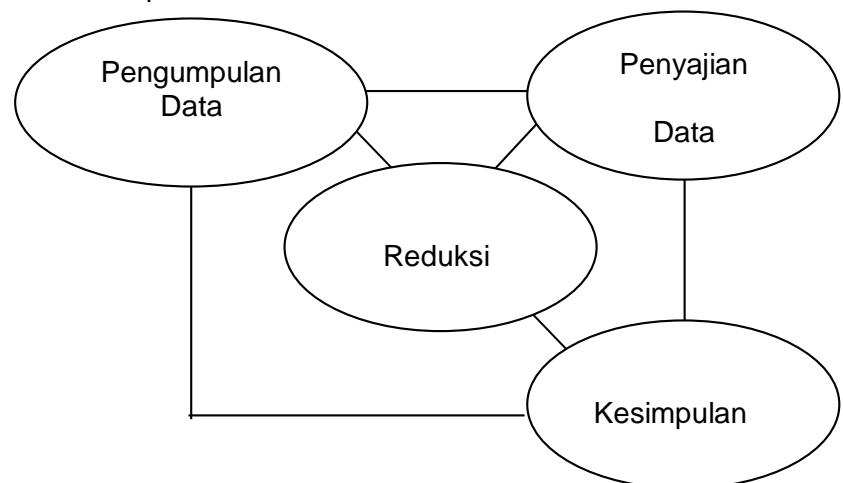 Pengumpulan
Data
Penyajian
Data
Reduksi
Kesimpulan